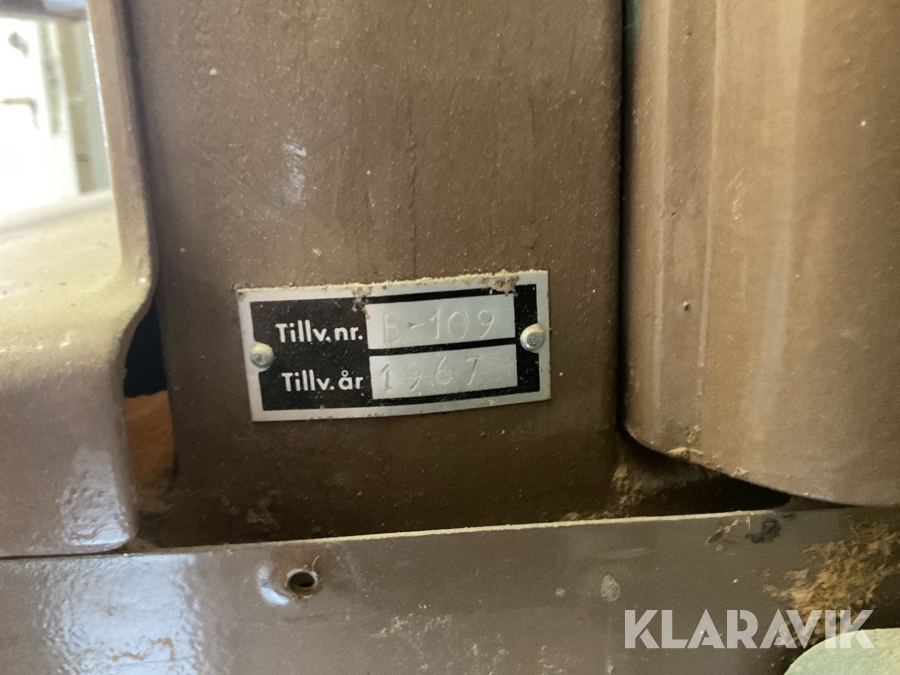 Tillv.nr. B-109
Tillv.år 1967
KLARAVIK